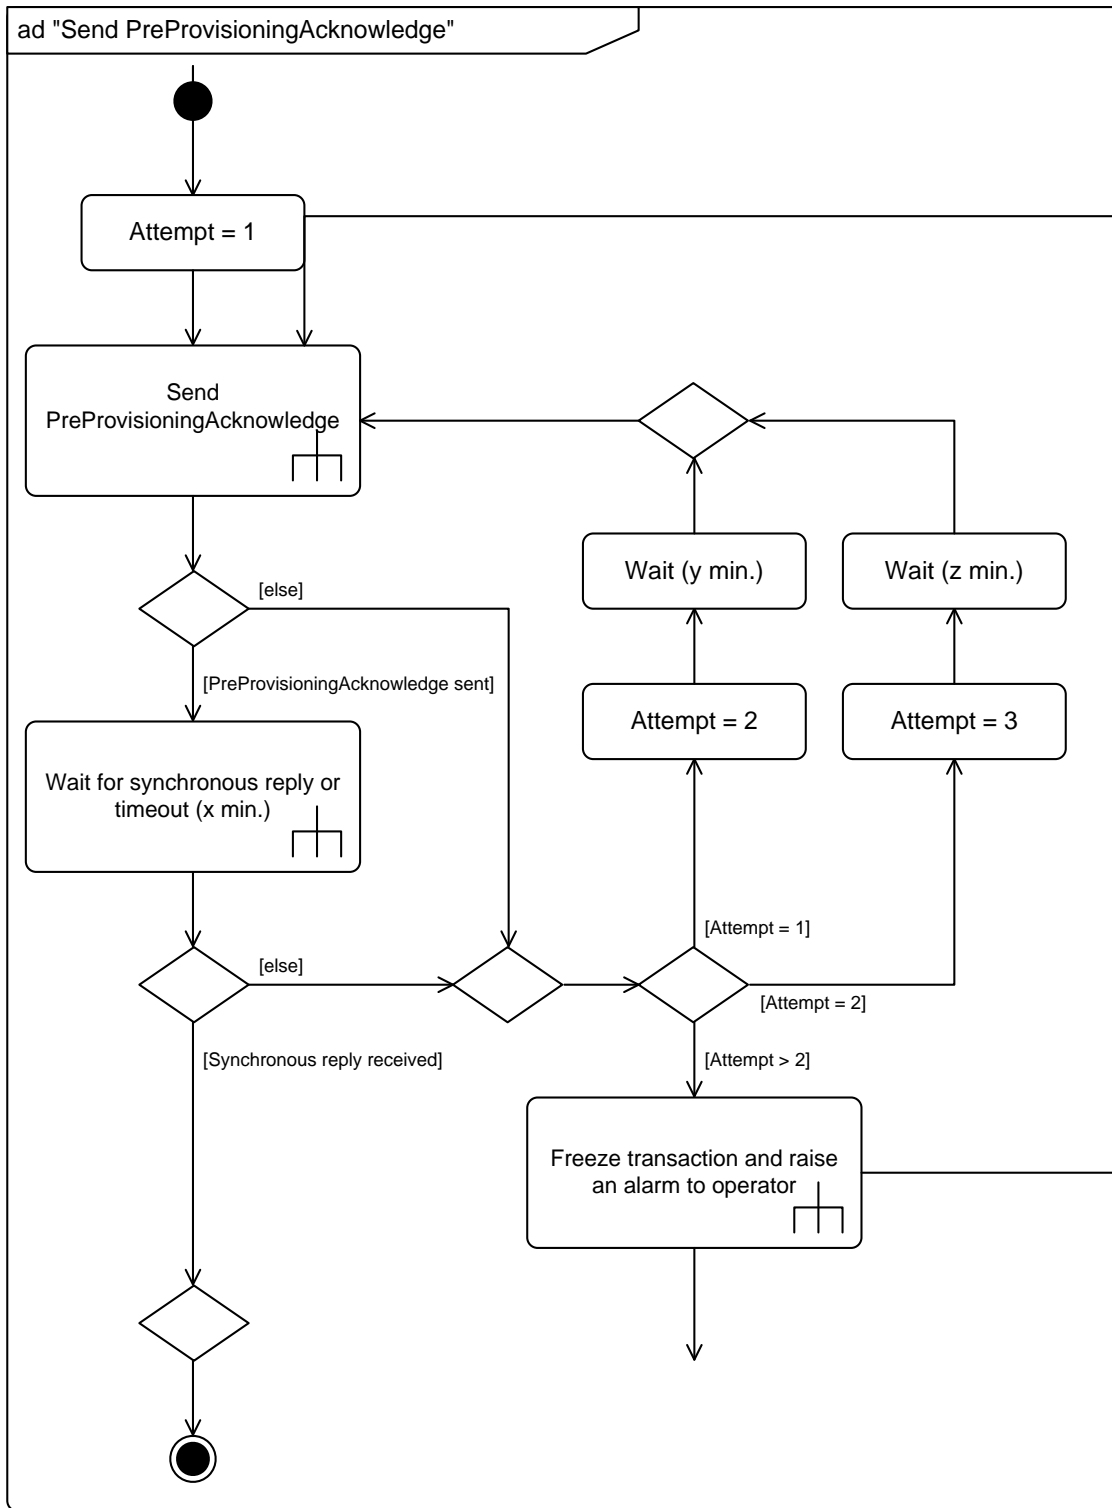 ad "Send PreProvisioningAcknowledge"
Attempt = 1
Send
PreProvisioningAcknowledge
Wait (y min.)
Wait (z min.)
[else]
[PreProvisioningAcknowledge sent]
Attempt = 2
Attempt = 3
Wait for synchronous reply or
timeout (x min.)
[Attempt = 1]
[else]
[Attempt = 2]
[Synchronous reply received]
[Attempt > 2]
Freeze transaction and raise
an alarm to operator